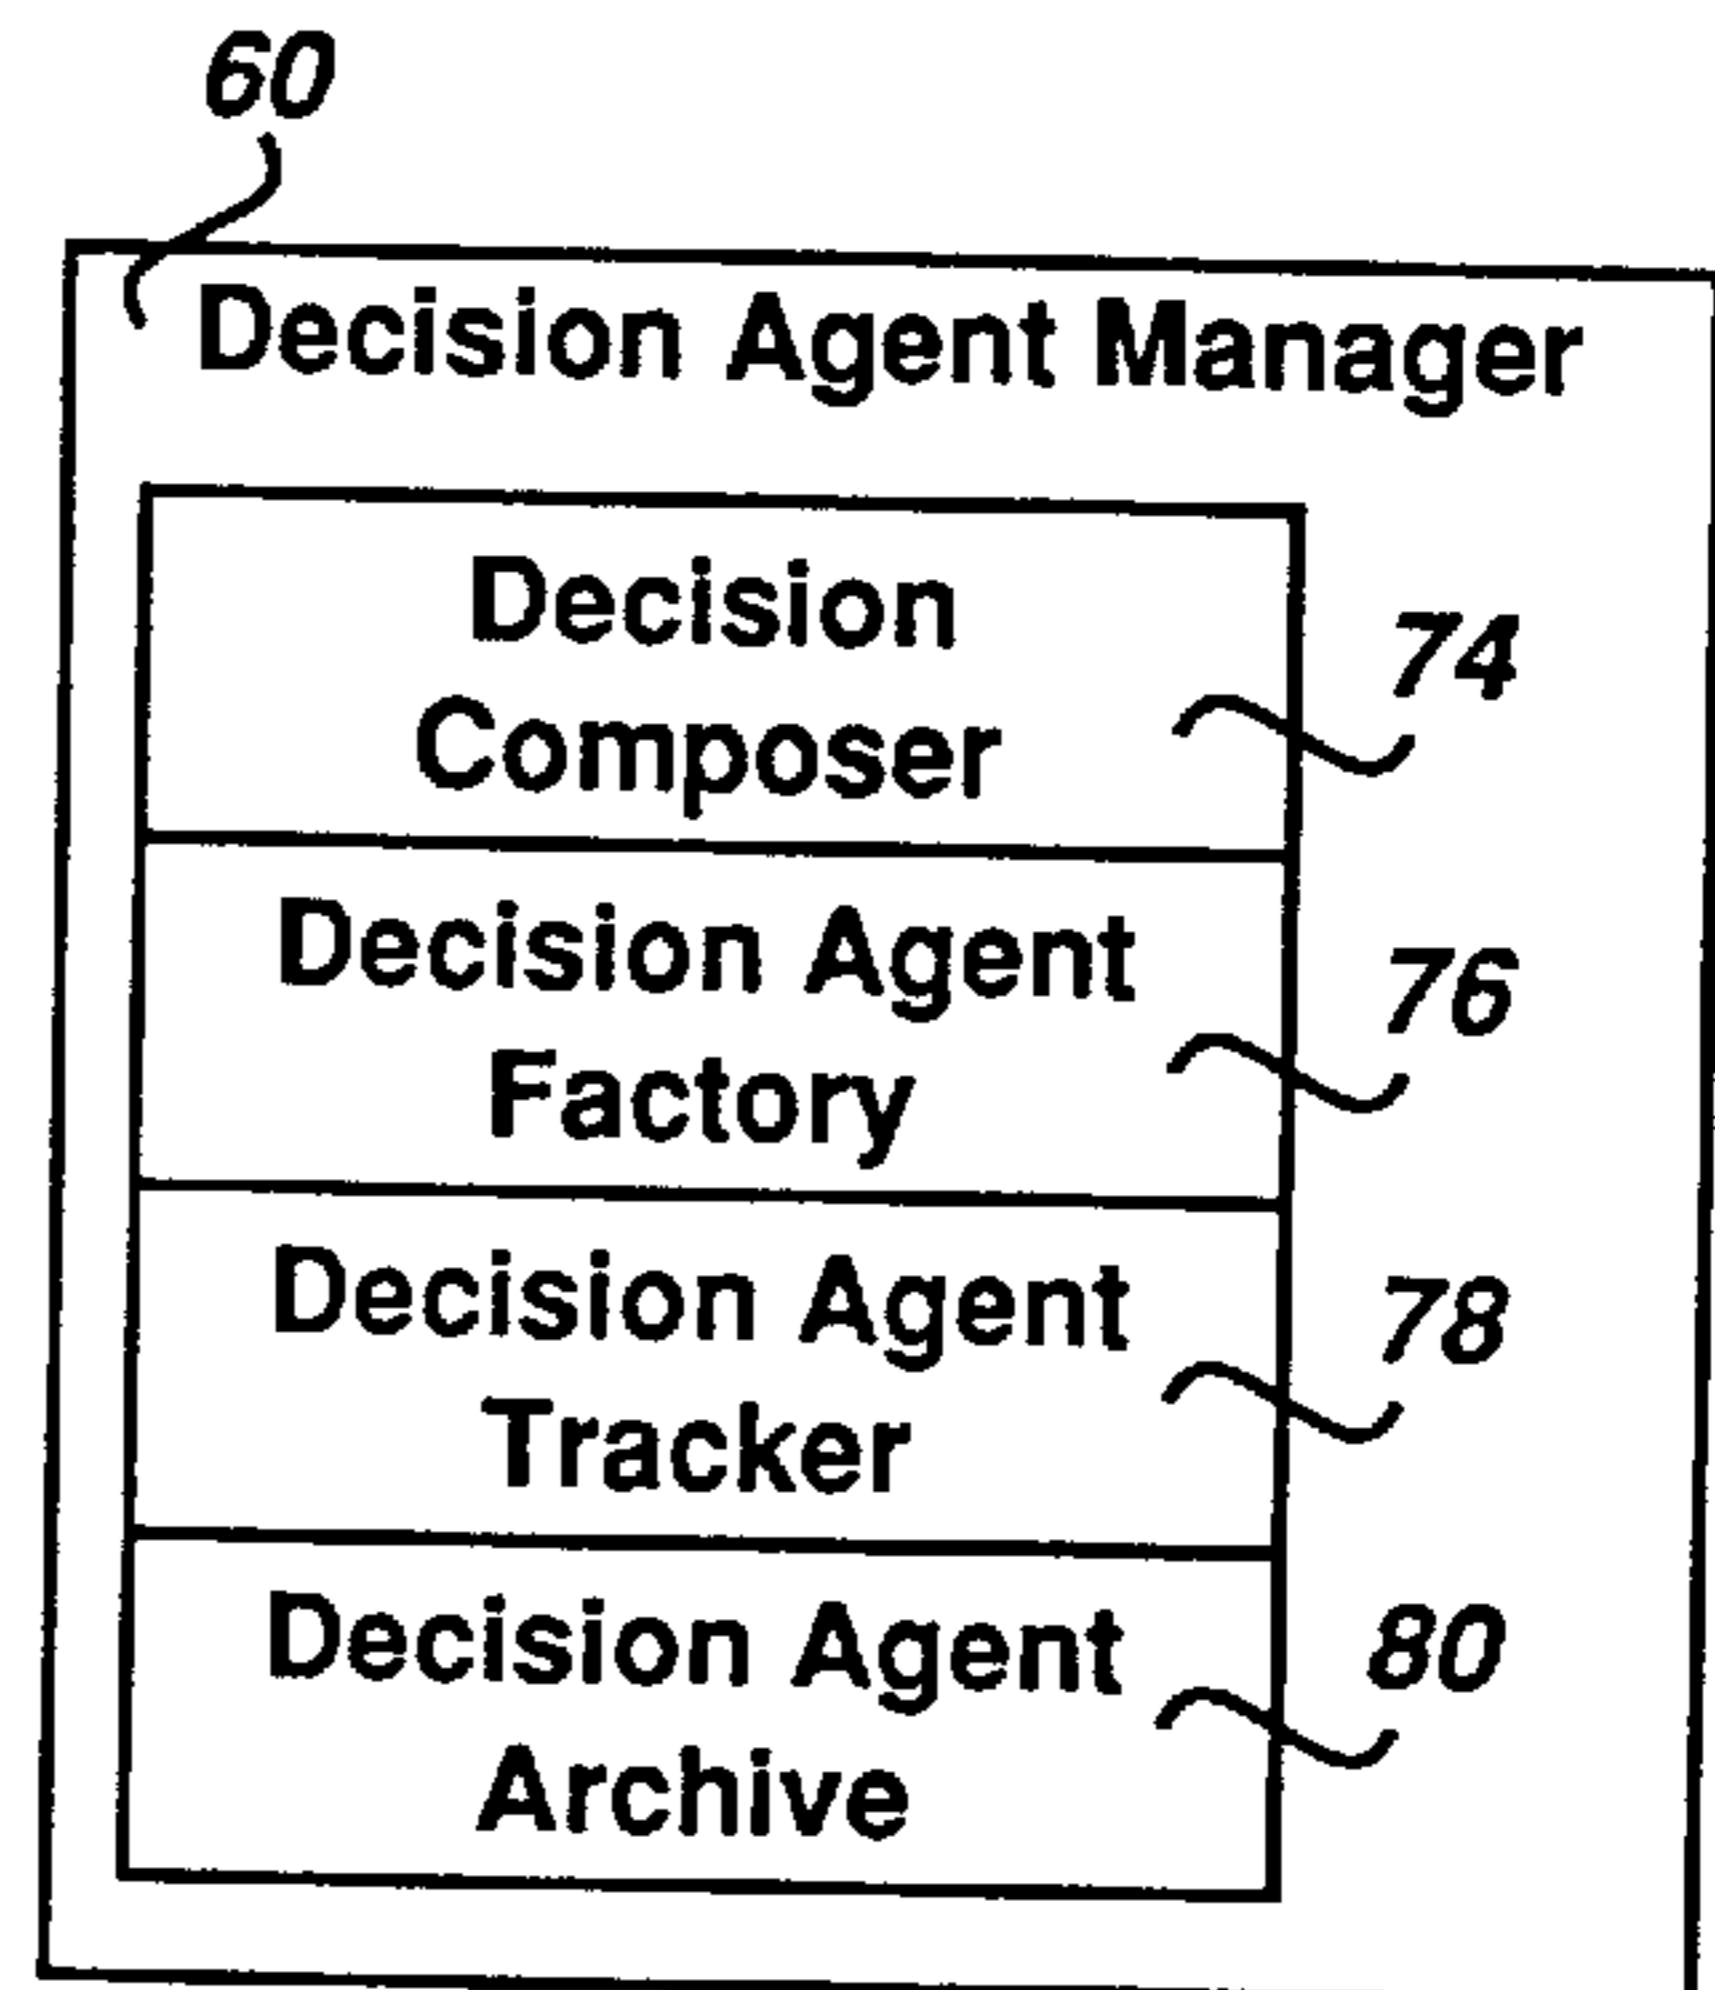 60
Decision Agent Manager
Decision
Composer
74
Decision Agent
Factory
76
Decision Agent
Tracker
78
Decision Agent
Archive
80